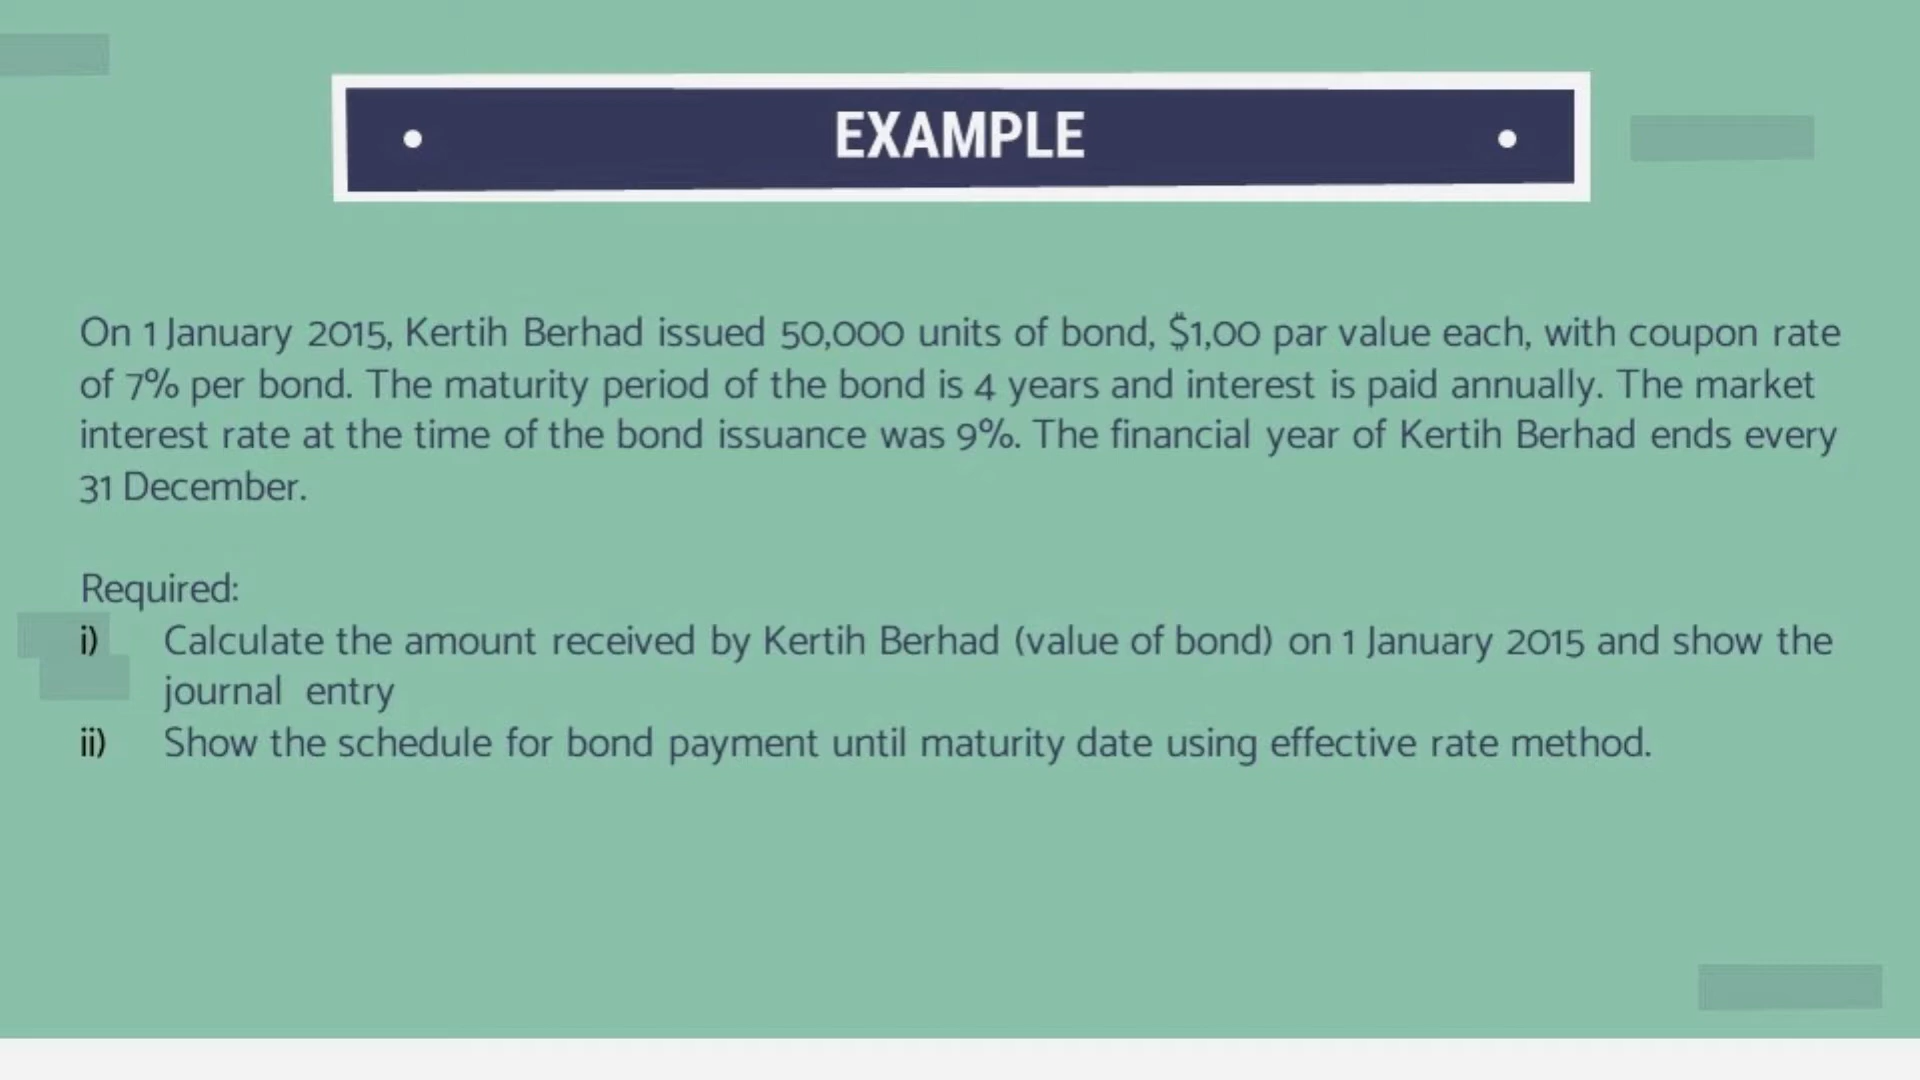 EXAMPLE
On 1 January 2015, Kertih Berhad issued 50,000 units of bond, $1,00 par value each, with coupon rate
of 7% per bond. The maturity period of the bond is 4 years and interest is paid annually. The market
interest rate at the time of the bond issuance was 9%. The financial year of Kertih Berhad ends every
31 December.
Required:
i) Calculate the amount received by Kertih Berhad (value of bond) on 1 January 2015 and show the
journal entry
ii) Show the schedule for bond payment until maturity date using effective rate method.